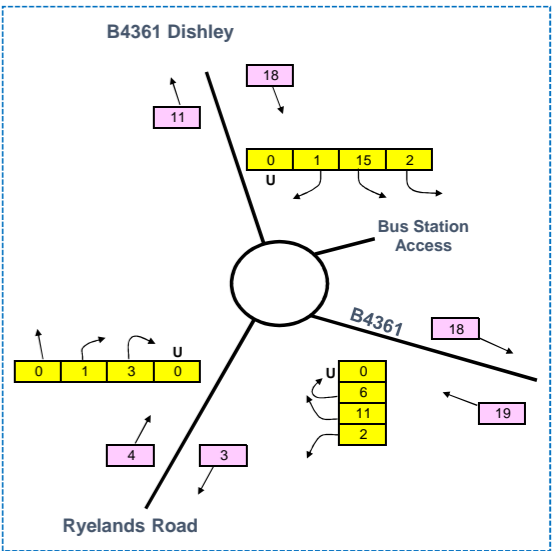 B4361 Dishley
18
11
0 1 15 2
U
Bus Station
Access
B4361
18
U
0 1 3 0
U 0
6
11
2
19
4
3
Ryelands Road